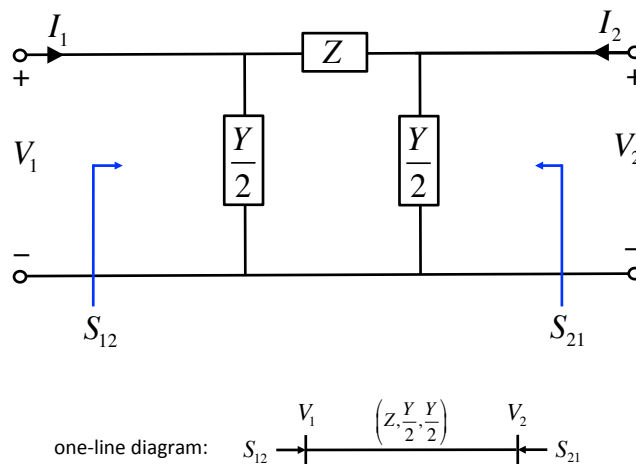 I₁ Z I₂
+ +
V₁ Y/2 Y/2 V₂
− −
S₁₂ S₂₁
V₁ (Z, Y/2, Y/2) V₂
one-line diagram: S₁₂ S₂₁